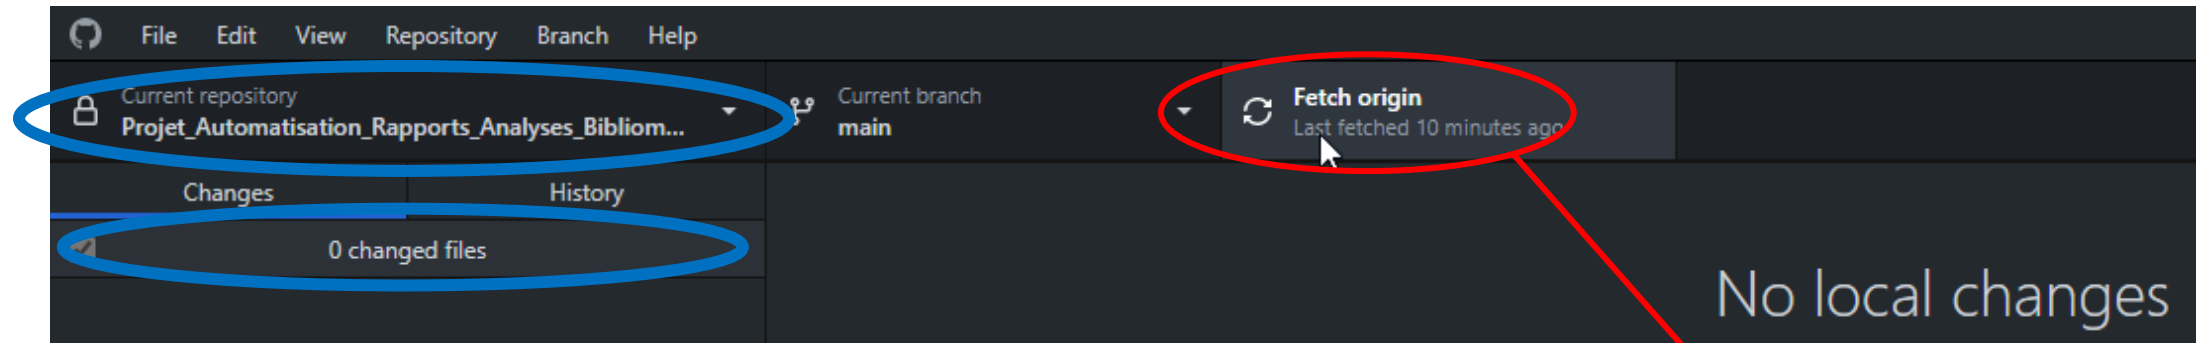 File Edit View Repository Branch Help
Current repository
Projet_Automatisation_Rapports_Analyses_Bibliom...
Current branch
main
Fetch origin
Last fetched 10 minutes ago
Changes
History
0 changed files
No local changes